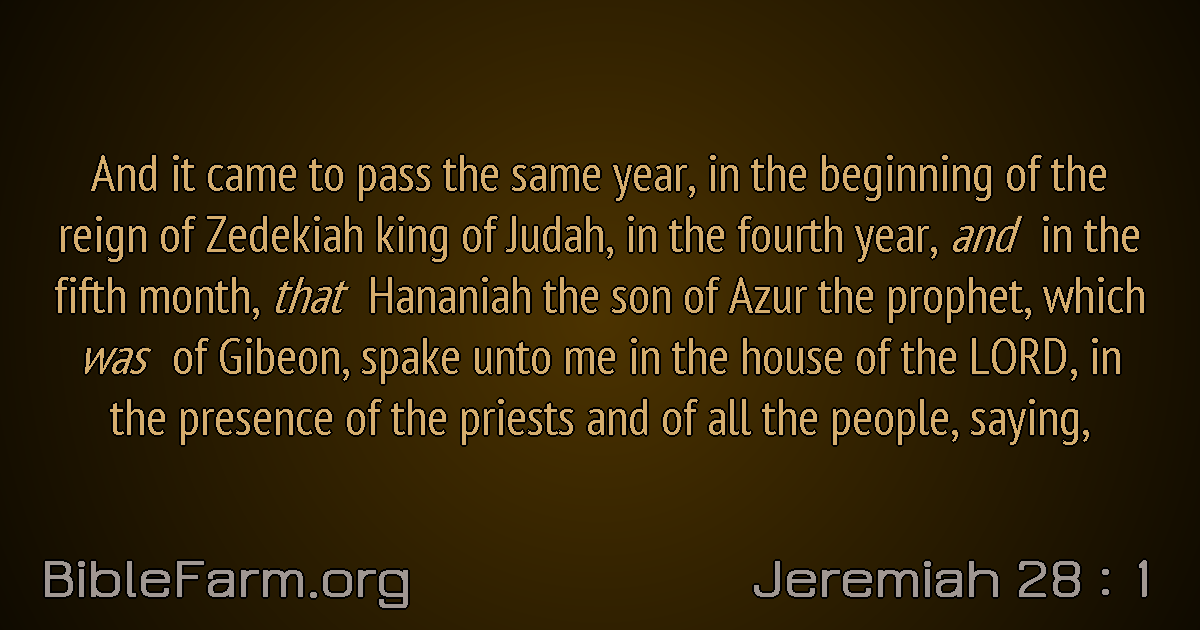 And it came to pass the same year, in the beginning of the
reign of Zedekiah king of Judah, in the fourth year, and in the
fifth month, that Hananiah the son of Azur the prophet, which
was of Gibeon, spake unto me in the house of the LORD, in
the presence of the priests and of all the people, saying,
BibleFarm.org
Jeremiah 28 : 1